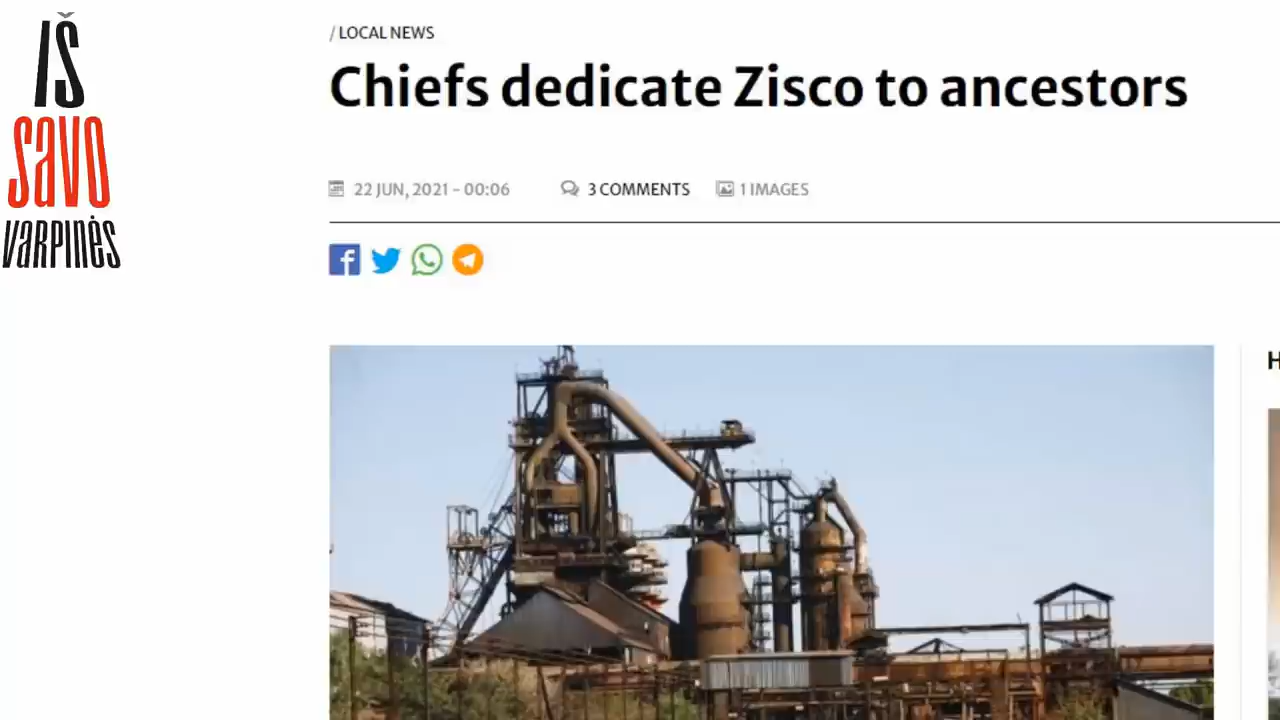 IŠ
SAVO
VARPINĖS
/ LOCAL NEWS
Chiefs dedicate Zisco to ancestors
22 JUN, 2021 - 00:06 3 COMMENTS 1 IMAGES
H